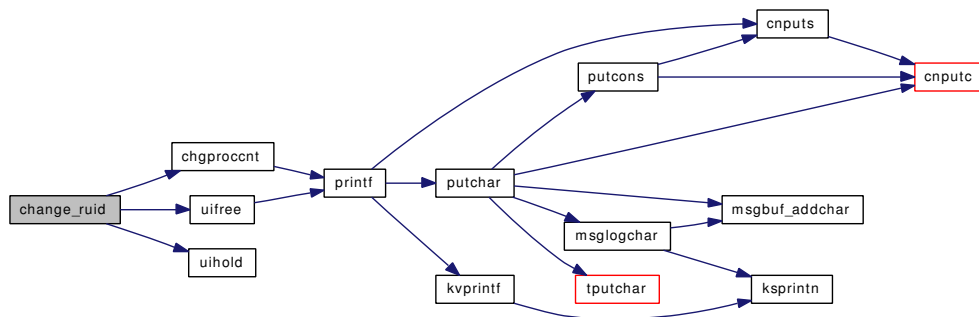 change_ruid
chgproccnt
uifree
uihold
printf
putchar
kvprintf
cnputs
putcons
cnputc
msgbuf_addchar
msglogchar
tputchar
ksprintn